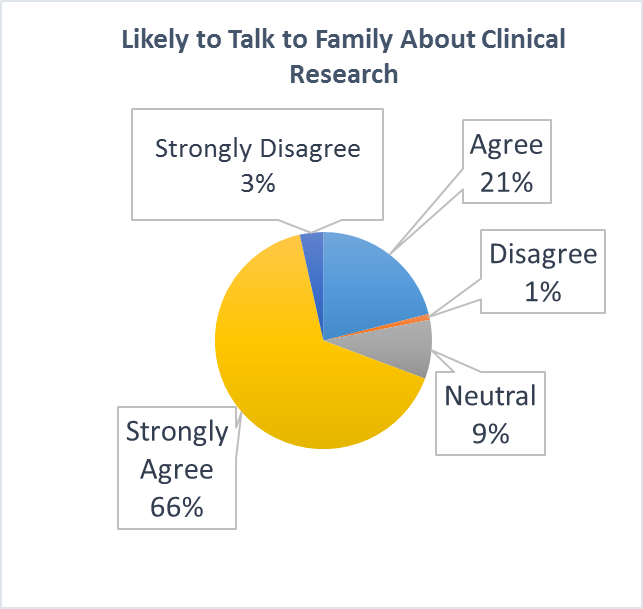 Likely to Talk to Family About Clinical
Research
Strongly Disagree
3%
Agree
21%
Disagree
1%
Neutral
9%
Strongly
Agree
66%